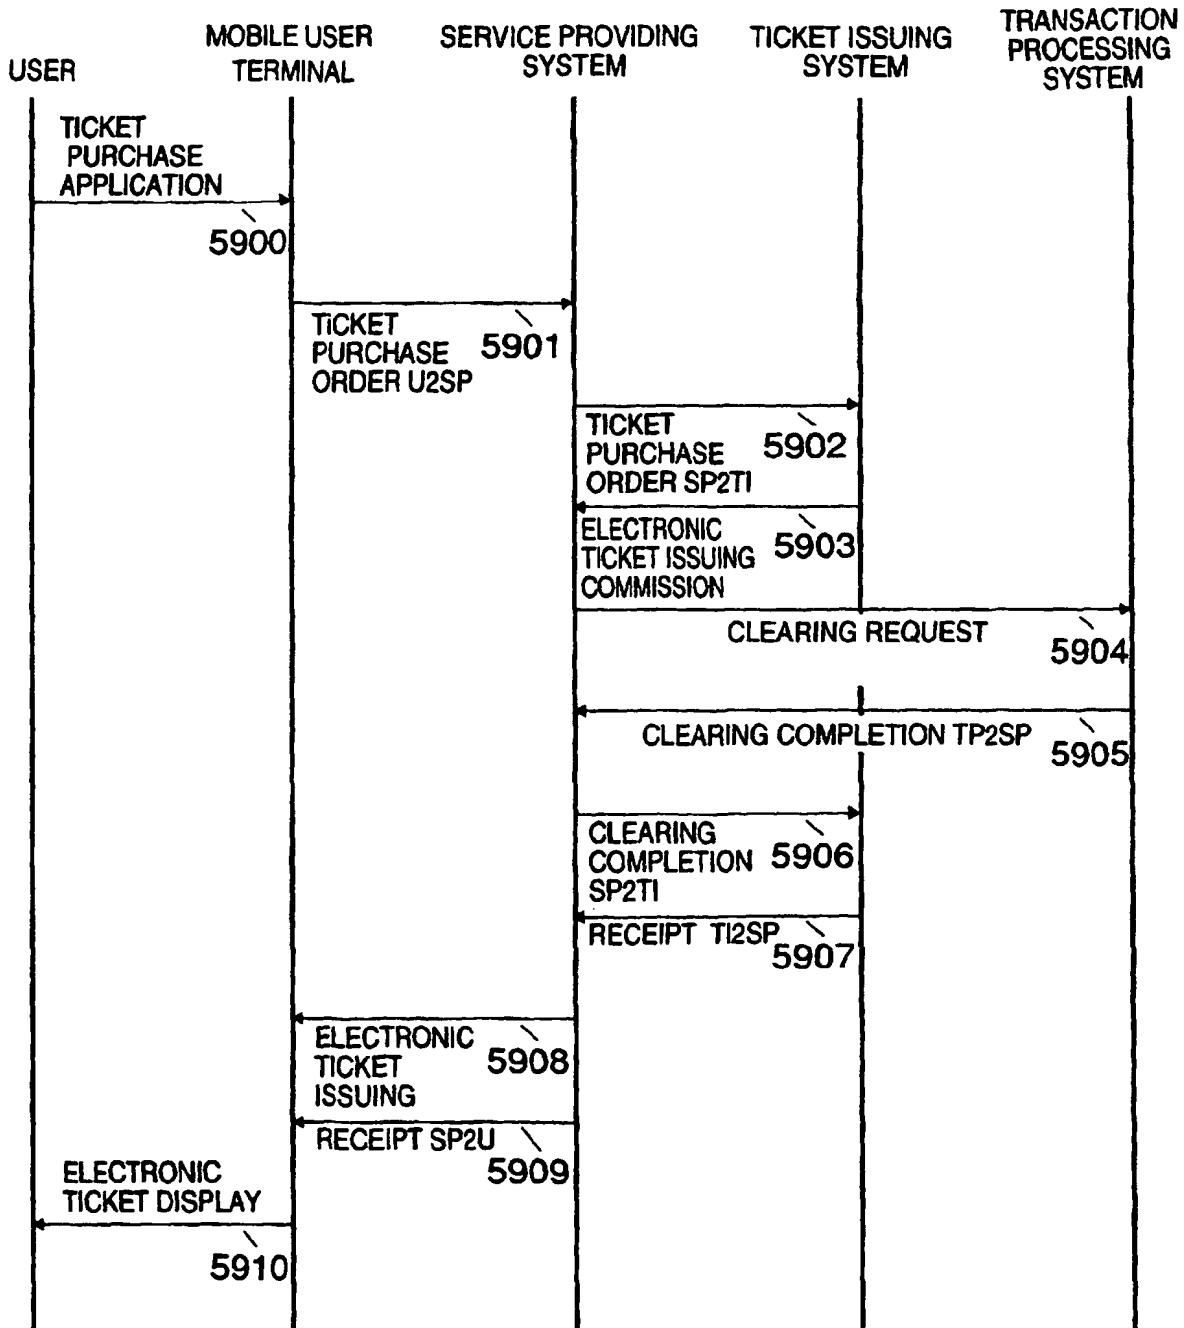 USER
MOBILE USER
TERMINAL
SERVICE PROVIDING
SYSTEM
TICKET ISSUING
SYSTEM
TRANSACTION
PROCESSING
SYSTEM
TICKET
PURCHASE
APPLICATION
5900
TICKET
PURCHASE
ORDER U2SP
5901
TICKET
PURCHASE
ORDER SP2TI
5902
ELECTRONIC
TICKET ISSUING
COMMISSION
5903
CLEARING REQUEST
5904
CLEARING COMPLETION TP2SP
5905
CLEARING
COMPLETION
SP2TI
5906
RECEIPT TI2SP
5907
ELECTRONIC
TICKET
ISSUING
5908
RECEIPT SP2U
5909
ELECTRONIC
TICKET DISPLAY
5910